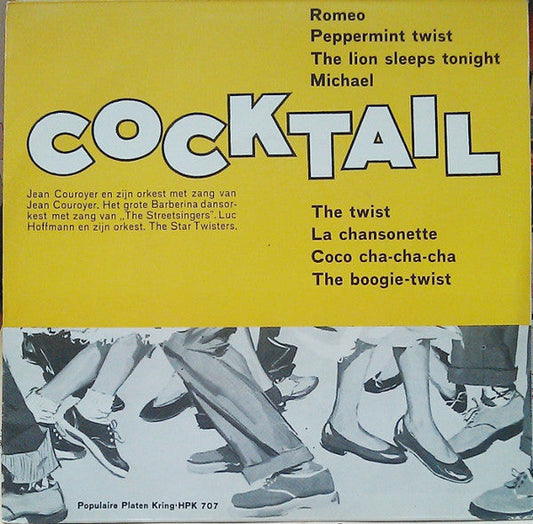 Romeo
Peppermint twist
The lion sleeps tonight
Michael
COCKTAIL
Jean Couroyer en zijn orkest met zang van
Jean Couroyer. Het grote Barberina dansor-
kest met zang van „The Streetsingers". Luc
Hoffmann en zijn orkest. The Star Twisters.
The twist
La chansonette
Coco cha-cha-cha
The boogie-twist
Populaire Platen Kring·HPK 707